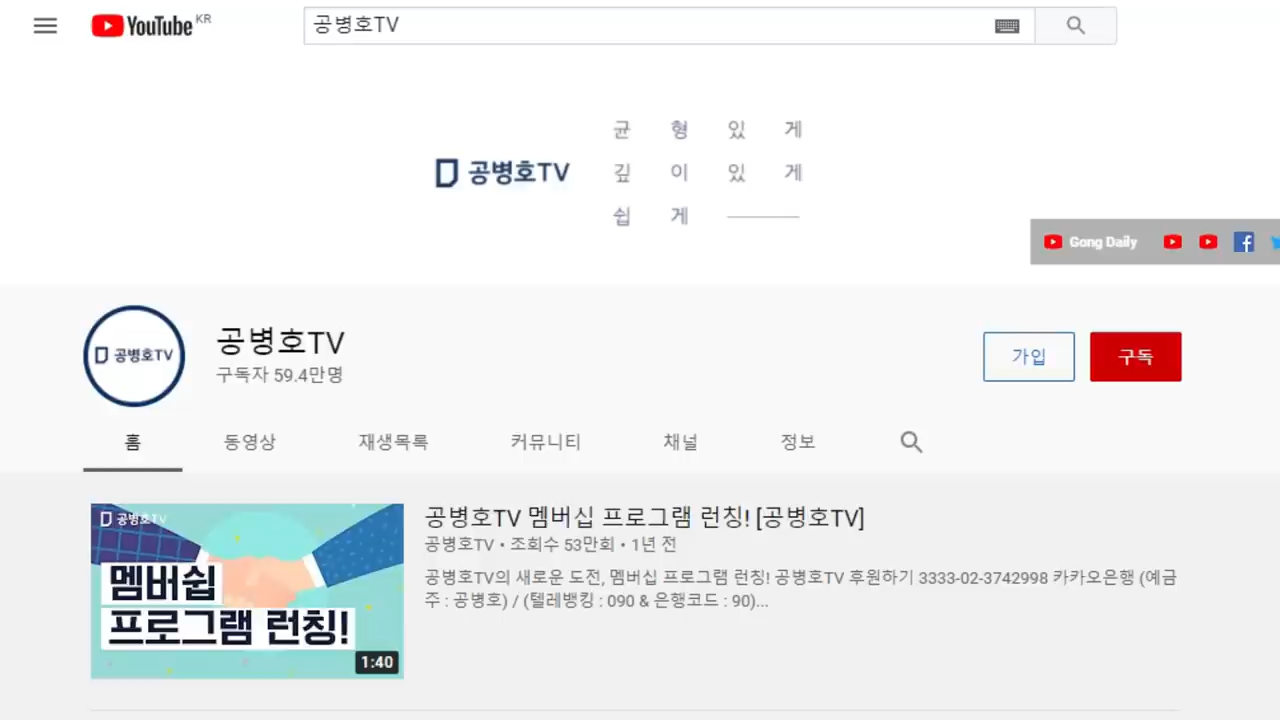 YouTube KR
공병호TV
균 형 있 게
공병호TV
깊 이 있 게
쉽 게
Gong Daily
공병호TV
공병호TV
구독자 59.4만명
가입
구독
홈
동영상
재생목록
커뮤니티
채널
정보
공병호TV
멤버쉽
프로그램 런칭!
1:40
공병호TV 멤버십 프로그램 런칭! [공병호TV]
공병호TV • 조회수 53만회 • 1년 전
공병호TV의 새로운 도전, 멤버십 프로그램 런칭! 공병호TV 후원하기 3333-02-3742998 카카오은행 (예금
주 : 공병호) / (텔레뱅킹 : 090 & 은행코드 : 90)...